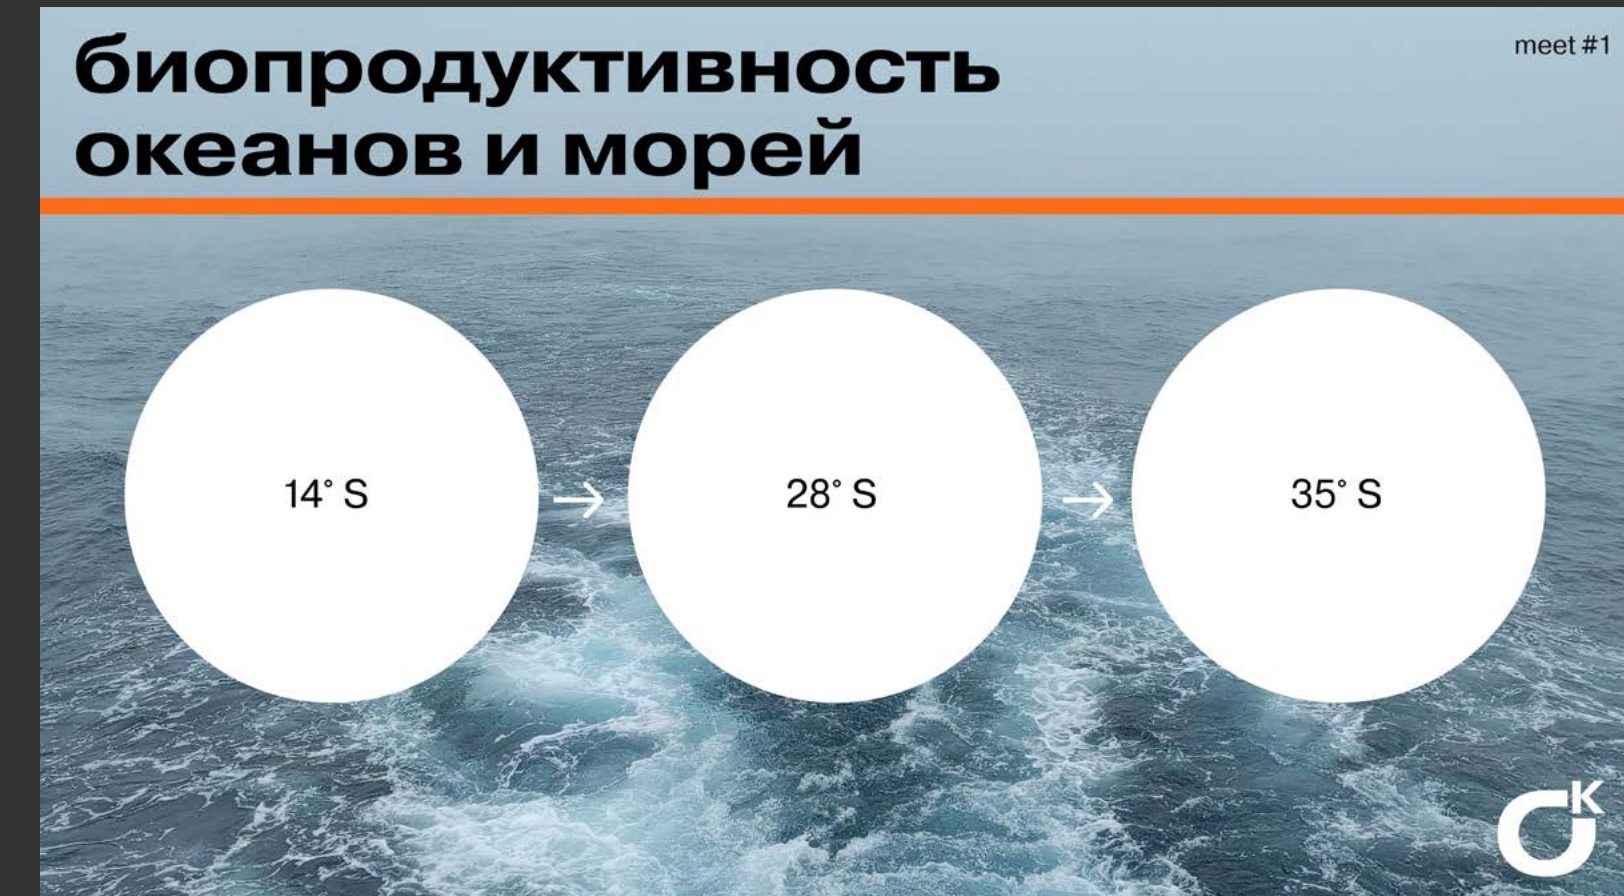 биопродуктивность
океанов и морей
meet #1
14° S
28° S
35° S
K